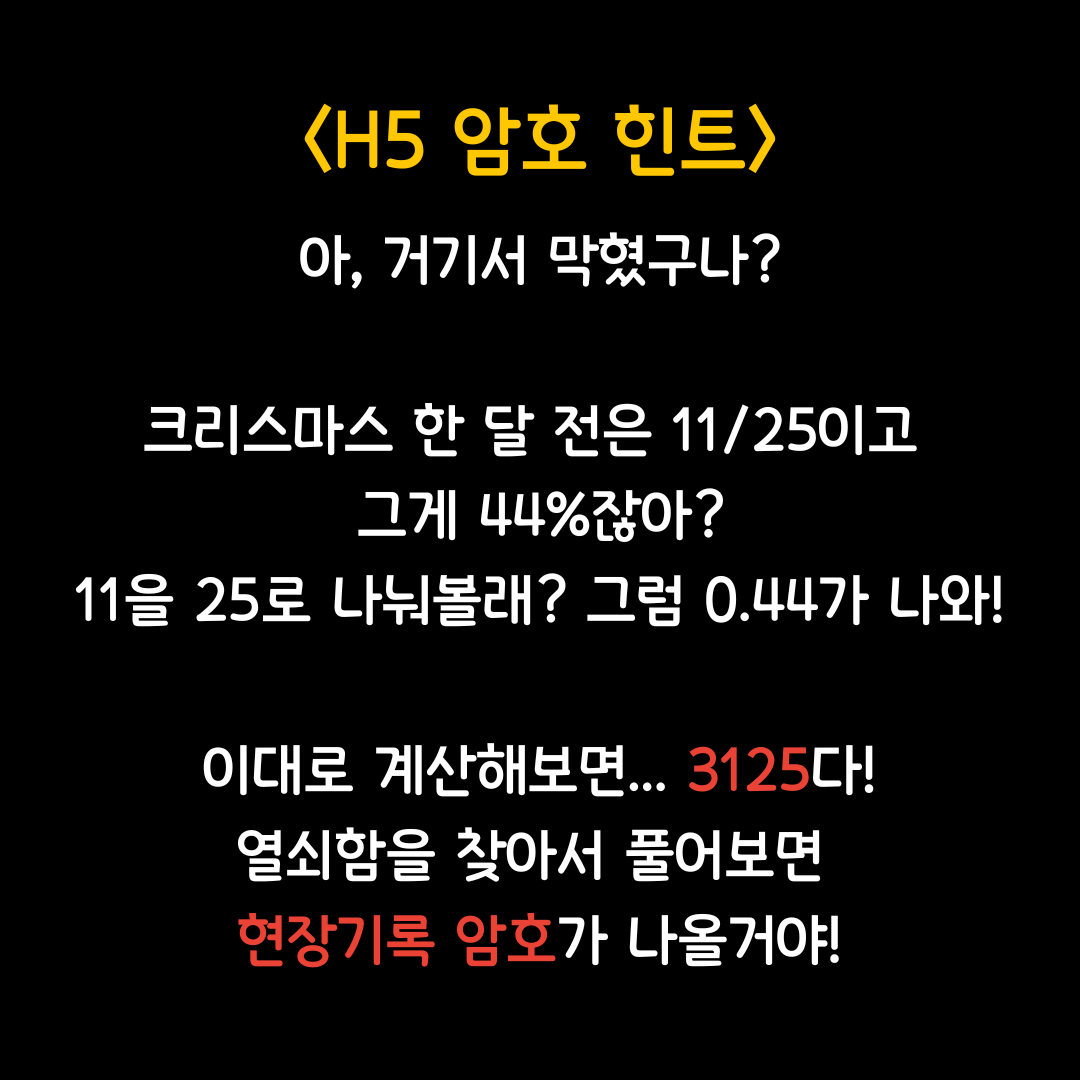 <H5 암호 힌트>
아, 거기서 막혔구나?
크리스마스 한 달 전은 11/25이고
그게 44%잖아?
11을 25로 나눠볼래? 그럼 0.44가 나와!
이대로 계산해보면... 3125다!
열쇠함을 찾아서 풀어보면
현장기록 암호가 나올거야!